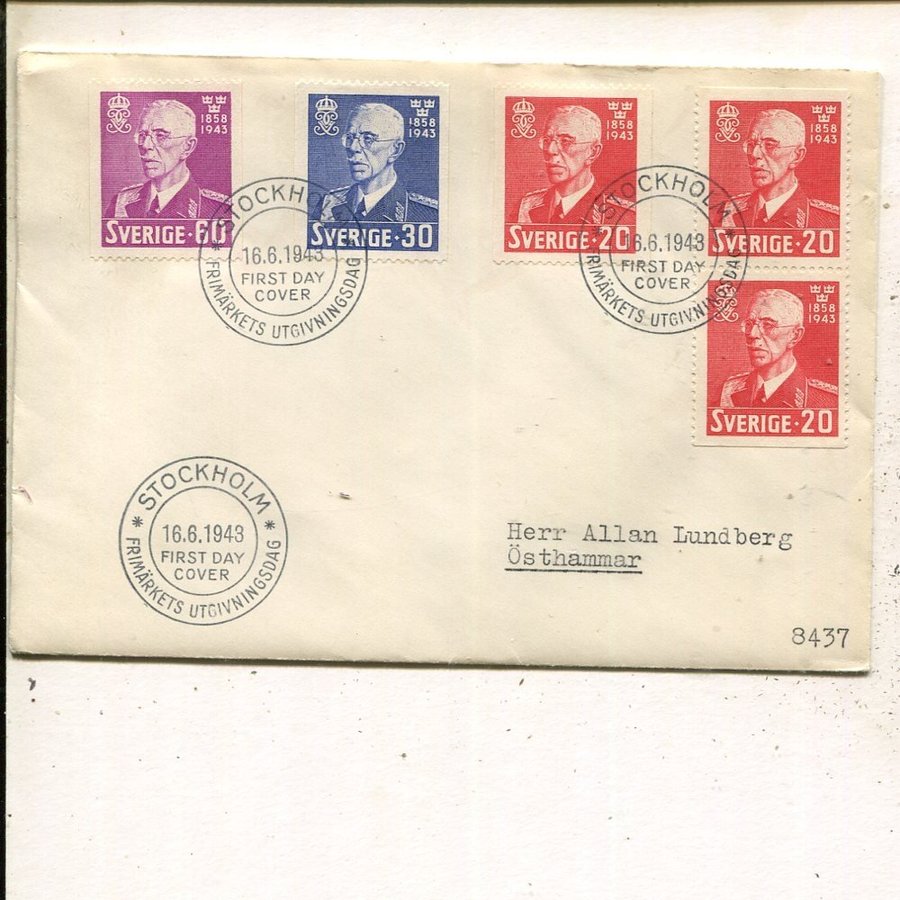 1858
1943
SVERIGE·60
1858
1943
SVERIGE·30
1858
1943
SVERIGE·20
1858
1943
SVERIGE·20
1858
1943
SVERIGE·20
STOCKHOLM
16.6.1943
FIRST DAY
COVER
* FRIMÄRKETS UTGIVNINGSDAG *
STOCKHOLM
16.6.1943
FIRST DAY
COVER
* FRIMÄRKETS UTGIVNINGSDAG *
STOCKHOLM
16.6.1943
FIRST DAY
COVER
* FRIMÄRKETS UTGIVNINGSDAG *
Herr Allan Lundberg
Östhammar
8437